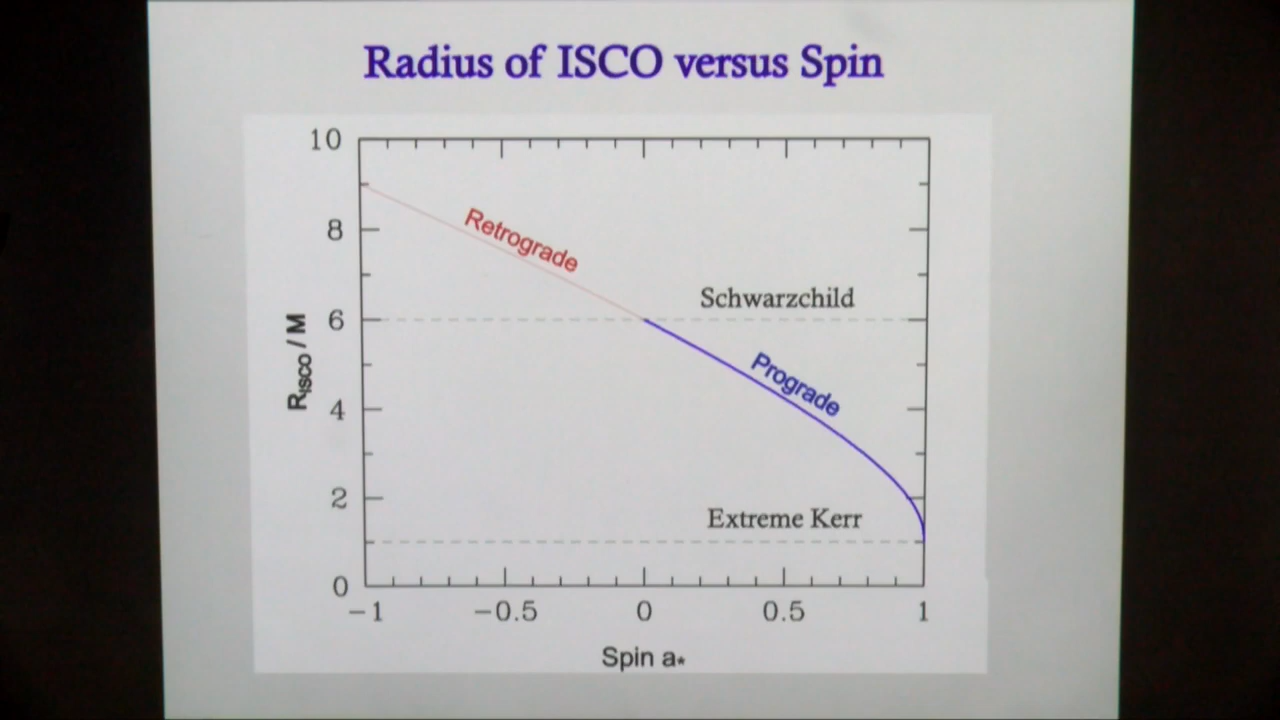 Radius of ISCO versus Spin
10
8
6
4
2
0
R_ISCO / M
Retrograde
Schwarzchild
Prograde
Extreme Kerr
−1
−0.5
0
0.5
1
Spin a*